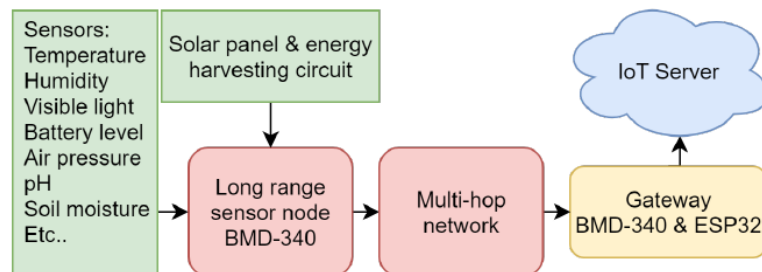 Sensors:
Temperature
Humidity
Visible light
Battery level
Air pressure
pH
Soil moisture
Etc..
Solar panel & energy
harvesting circuit
Long range
sensor node
BMD-340
Multi-hop
network
Gateway
BMD-340 & ESP32
IoT Server